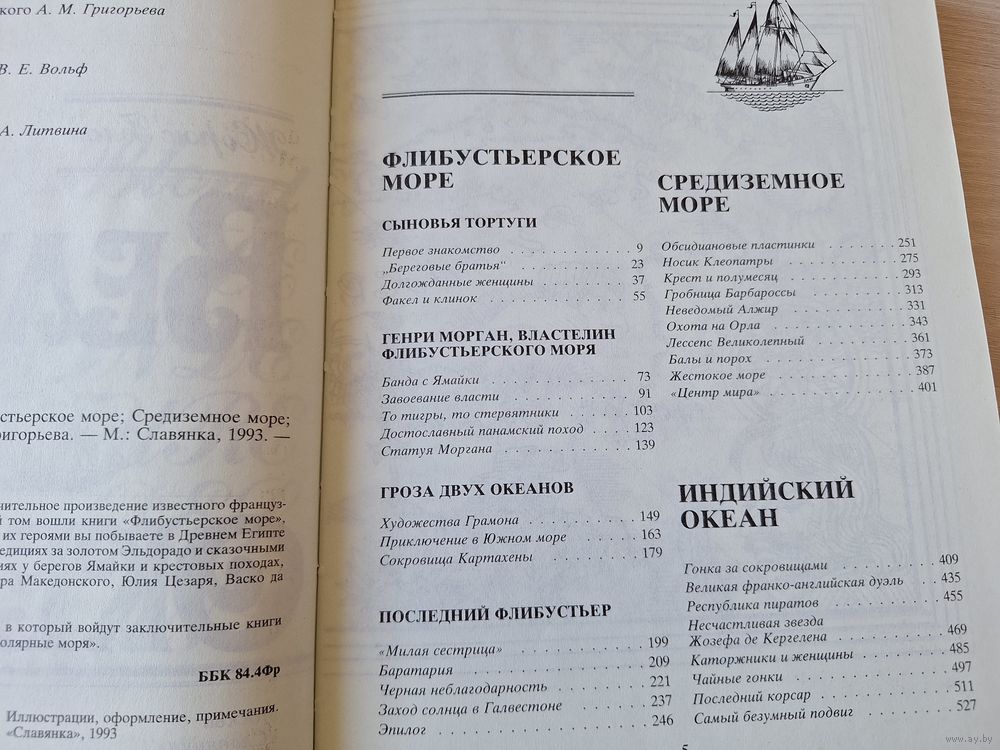 кого А. М. Григорьева
В. Е. Вольф
А. Литвина
стьерское море; Средиземное море;
ригорьева. — М.: Славянка, 1993. —
нительное произведение известного француз-
й том вошли книги «Флибустьерское море»,
их героями вы побываете в Древнем Египте
едициях за золотом Эльдорадо и сказочными
иях у берегов Ямайки и крестовых походах,
ра Македонского, Юлия Цезаря, Васко да
в который войдут заключительные книги
олярные моря».
ББК 84.4Фр
Иллюстрации, оформление, примечания.
«Славянка», 1993
ФЛИБУСТЬЕРСКОЕ
МОРЕ
СЫНОВЬЯ ТОРТУГИ
Первое знакомство . . . . . . . . . . 9
„Береговые братья“ . . . . . . . . . . 23
Долгожданные женщины . . . . . . . . 37
Факел и клинок . . . . . . . . . . . . 55
ГЕНРИ МОРГАН, ВЛАСТЕЛИН
ФЛИБУСТЬЕРСКОГО МОРЯ
Банда с Ямайки . . . . . . . . . . . . 73
Завоевание власти . . . . . . . . . . 91
То тигры, то стервятники . . . . . . 103
Достославный панамский поход . . . . 123
Статуя Моргана . . . . . . . . . . . 139
ГРОЗА ДВУХ ОКЕАНОВ
Художества Грамона . . . . . . . . . 149
Приключение в Южном море . . . . . 163
Сокровища Картахены . . . . . . . . 179
ПОСЛЕДНИЙ ФЛИБУСТЬЕР
«Милая сестрица» . . . . . . . . . . 199
Баратария . . . . . . . . . . . . . . 209
Черная неблагодарность . . . . . . . 221
Заход солнца в Галвестоне . . . . . . 237
Эпилог . . . . . . . . . . . . . . . 246
СРЕДИЗЕМНОЕ
МОРЕ
Обсидиановые пластинки . . . . . . . 251
Носик Клеопатры . . . . . . . . . . 275
Крест и полумесяц . . . . . . . . . 293
Гробница Барбароссы . . . . . . . . 313
Неведомый Алжир . . . . . . . . . . 331
Охота на Орла . . . . . . . . . . . 343
Лессепс Великолепный . . . . . . . . 361
Балы и порох . . . . . . . . . . . . 373
Жестокое море . . . . . . . . . . . 387
«Центр мира» . . . . . . . . . . . . 401
ИНДИЙСКИЙ
ОКЕАН
Гонка за сокровищами . . . . . . . . 409
Великая франко-английская дуэль . . 435
Республика пиратов . . . . . . . . . 455
Несчастливая звезда
Жозефа де Кергелена . . . . . . . . 469
Каторжники и женщины . . . . . . . 485
Чайные гонки . . . . . . . . . . . . 497
Последний корсар . . . . . . . . . . 511
Самый безумный подвиг . . . . . . . 527
5
www.ay.by